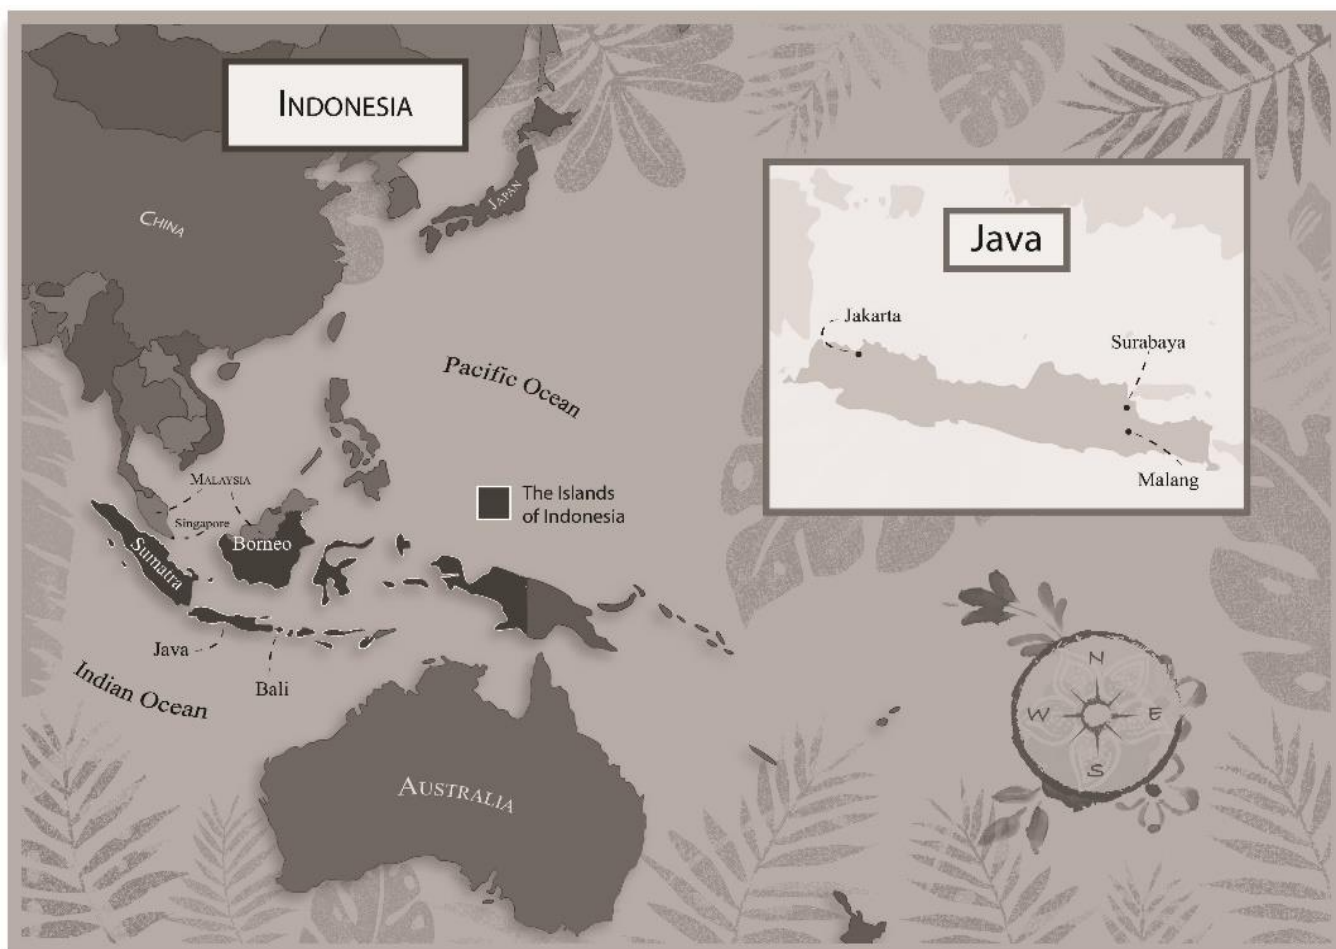 INDONESIA
CHINA
JAPAN
Java
Jakarta
Surabaya
Malang
Pacific Ocean
MALAYSIA
Singapore
The Islands
of Indonesia
Borneo
Sumatra
Java
Bali
Indian Ocean
AUSTRALIA
N
W
E
S